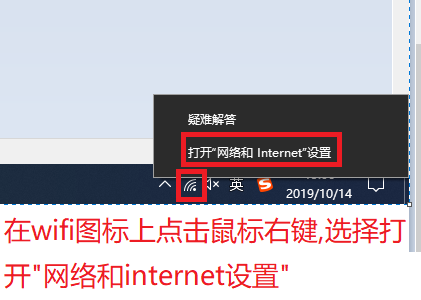 疑难解答
打开“网络和 Internet”设置
英
2019/10/14
在wifi图标上点击鼠标右键,选择打
开"网络和internet设置"